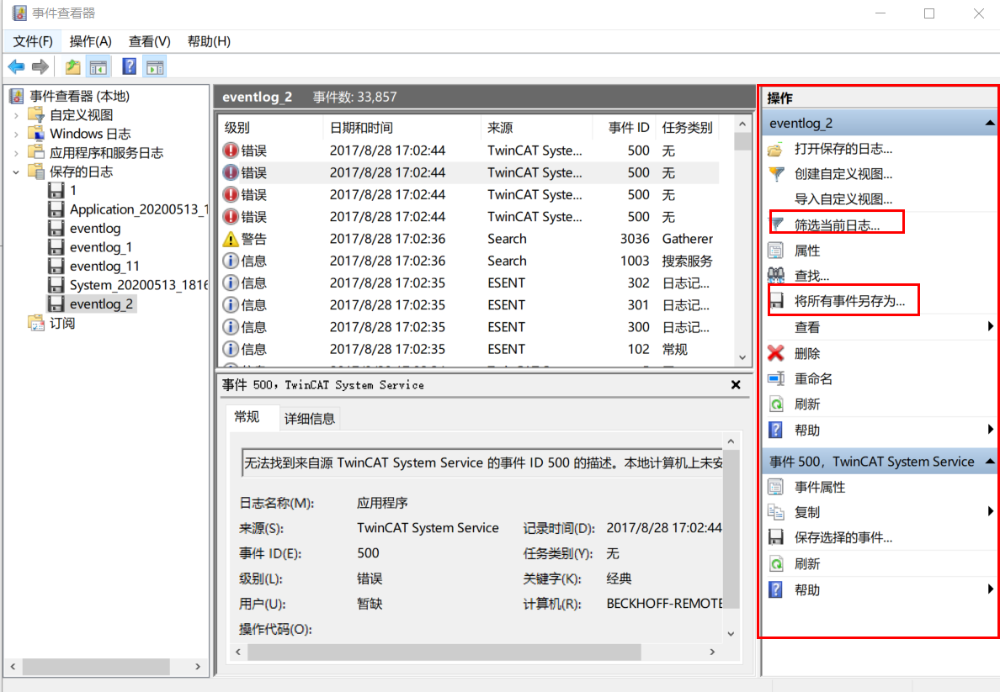 事件查看器
文件(F) 操作(A) 查看(V) 帮助(H)
事件查看器 (本地)
自定义视图
Windows 日志
应用程序和服务日志
保存的日志
1
Application_20200513_1
eventlog
eventlog_1
eventlog_11
System_20200513_1816
eventlog_2
订阅
eventlog_2 事件数: 33,857
级别 日期和时间 来源 事件 ID 任务类别
错误 2017/8/28 17:02:44 TwinCAT Syste... 500 无
错误 2017/8/28 17:02:44 TwinCAT Syste... 500 无
错误 2017/8/28 17:02:44 TwinCAT Syste... 500 无
错误 2017/8/28 17:02:44 TwinCAT Syste... 500 无
警告 2017/8/28 17:02:36 Search 3036 Gatherer
信息 2017/8/28 17:02:36 Search 1003 搜索服务
信息 2017/8/28 17:02:35 ESENT 302 日志记...
信息 2017/8/28 17:02:35 ESENT 301 日志记...
信息 2017/8/28 17:02:35 ESENT 300 日志记...
信息 2017/8/28 17:02:35 ESENT 102 常规
事件 500，TwinCAT System Service
常规 详细信息
无法找到来自源 TwinCAT System Service 的事件 ID 500 的描述。本地计算机上未安
日志名称(M): 应用程序
来源(S): TwinCAT System Service 记录时间(D): 2017/8/28 17:02:44
事件 ID(E): 500 任务类别(Y): 无
级别(L): 错误 关键字(K): 经典
用户(U): 暂缺 计算机(R): BECKHOFF-REMOTE
操作代码(O):
操作
eventlog_2
打开保存的日志...
创建自定义视图...
导入自定义视图...
筛选当前日志...
属性
查找...
将所有事件另存为...
查看
删除
重命名
刷新
帮助
事件 500，TwinCAT System Service
事件属性
复制
保存选择的事件...
刷新
帮助